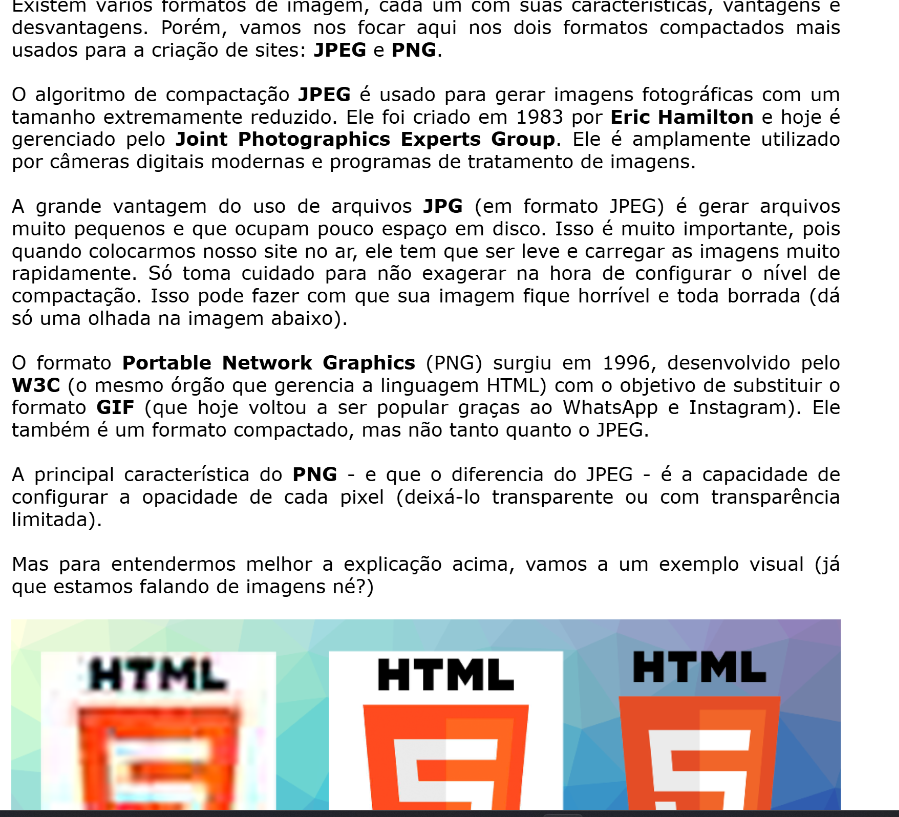 Existem vários formatos de imagem, cada um com suas características, vantagens e
desvantagens. Porém, vamos nos focar aqui nos dois formatos compactados mais
usados para a criação de sites: JPEG e PNG.
O algoritmo de compactação JPEG é usado para gerar imagens fotográficas com um
tamanho extremamente reduzido. Ele foi criado em 1983 por Eric Hamilton e hoje é
gerenciado pelo Joint Photographics Experts Group. Ele é amplamente utilizado
por câmeras digitais modernas e programas de tratamento de imagens.
A grande vantagem do uso de arquivos JPG (em formato JPEG) é gerar arquivos
muito pequenos e que ocupam pouco espaço em disco. Isso é muito importante, pois
quando colocarmos nosso site no ar, ele tem que ser leve e carregar as imagens muito
rapidamente. Só toma cuidado para não exagerar na hora de configurar o nível de
compactação. Isso pode fazer com que sua imagem fique horrível e toda borrada (dá
só uma olhada na imagem abaixo).
O formato Portable Network Graphics (PNG) surgiu em 1996, desenvolvido pelo
W3C (o mesmo órgão que gerencia a linguagem HTML) com o objetivo de substituir o
formato GIF (que hoje voltou a ser popular graças ao WhatsApp e Instagram). Ele
também é um formato compactado, mas não tanto quanto o JPEG.
A principal característica do PNG - e que o diferencia do JPEG - é a capacidade de
configurar a opacidade de cada pixel (deixá-lo transparente ou com transparência
limitada).
Mas para entendermos melhor a explicação acima, vamos a um exemplo visual (já
que estamos falando de imagens né?)
HTML HTML HTML
5 5 5